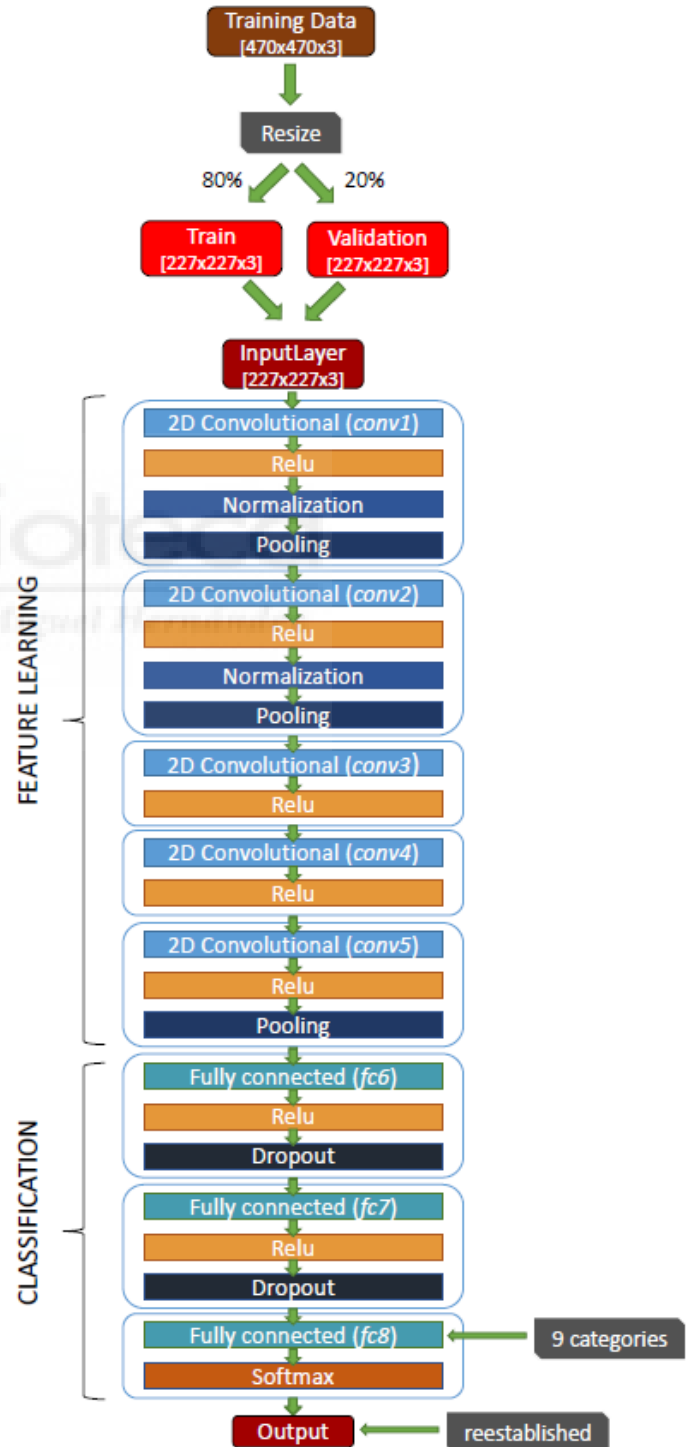 Training Data
[470x470x3]
Resize
80%
20%
Train
[227x227x3]
Validation
[227x227x3]
InputLayer
[227x227x3]
FEATURE LEARNING
2D Convolutional (conv1)
Relu
Normalization
Pooling
2D Convolutional (conv2)
Relu
Normalization
Pooling
2D Convolutional (conv3)
Relu
2D Convolutional (conv4)
Relu
2D Convolutional (conv5)
Relu
Pooling
CLASSIFICATION
Fully connected (fc6)
Relu
Dropout
Fully connected (fc7)
Relu
Dropout
Fully connected (fc8)
9 categories
Softmax
Output
reestablished